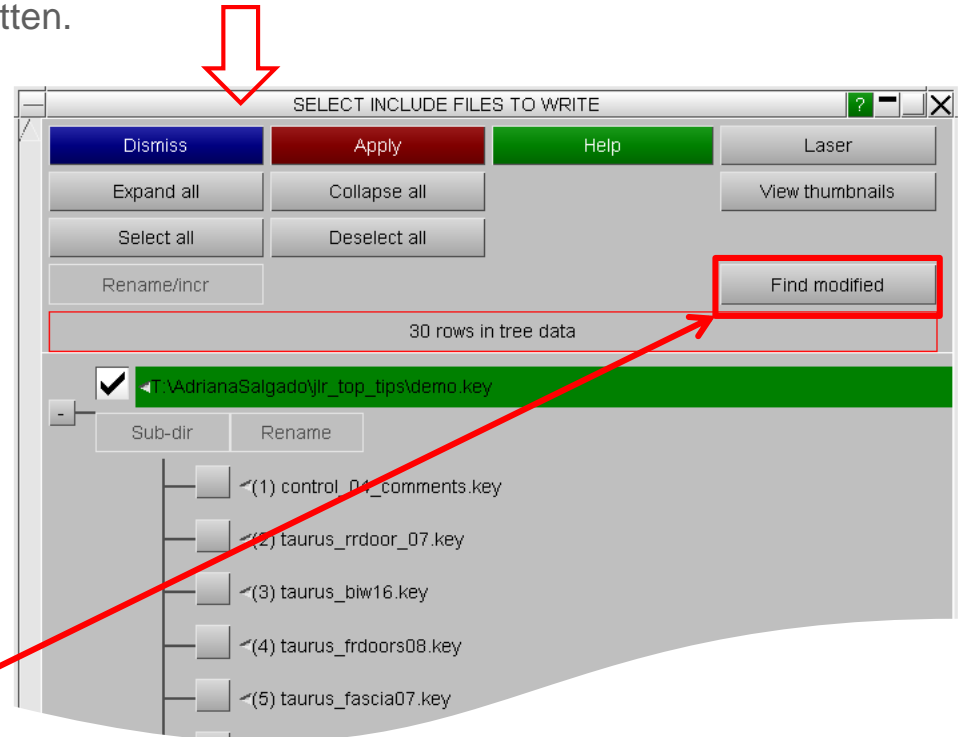 tten.
SELECT INCLUDE FILES TO WRITE ?
Dismiss Apply Help Laser
Expand all Collapse all View thumbnails
Select all Deselect all
Rename/incr Find modified
30 rows in tree data
T:\AdrianaSalgado\jlr_top_tips\demo.key
Sub-dir Rename
(1) control_04_comments.key
(2) taurus_rrdoor_07.key
(3) taurus_biw16.key
(4) taurus_frdoors08.key
(5) taurus_fascia07.key